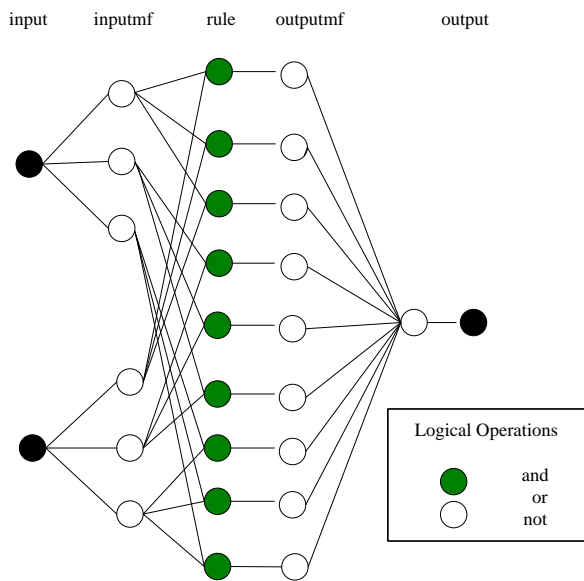 input inputmf rule outputmf output
Logical Operations
and
or
not